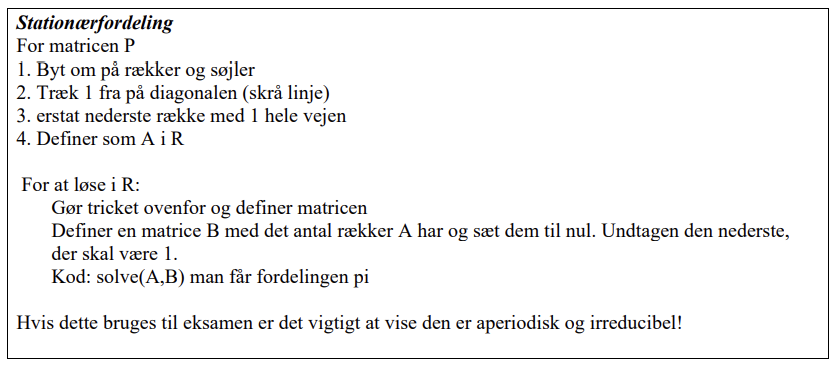 Stationærfordeling
For matricen P
1. Byt om på rækker og søjler
2. Træk 1 fra på diagonalen (skrå linje)
3. erstat nederste række med 1 hele vejen
4. Definer som A i R
For at løse i R:
Gør tricket ovenfor og definer matricen
Definer en matrice B med det antal rækker A har og sæt dem til nul. Undtagen den nederste,
der skal være 1.
Kod: solve(A,B) man får fordelingen pi
Hvis dette bruges til eksamen er det vigtigt at vise den er aperiodisk og irreducibel!